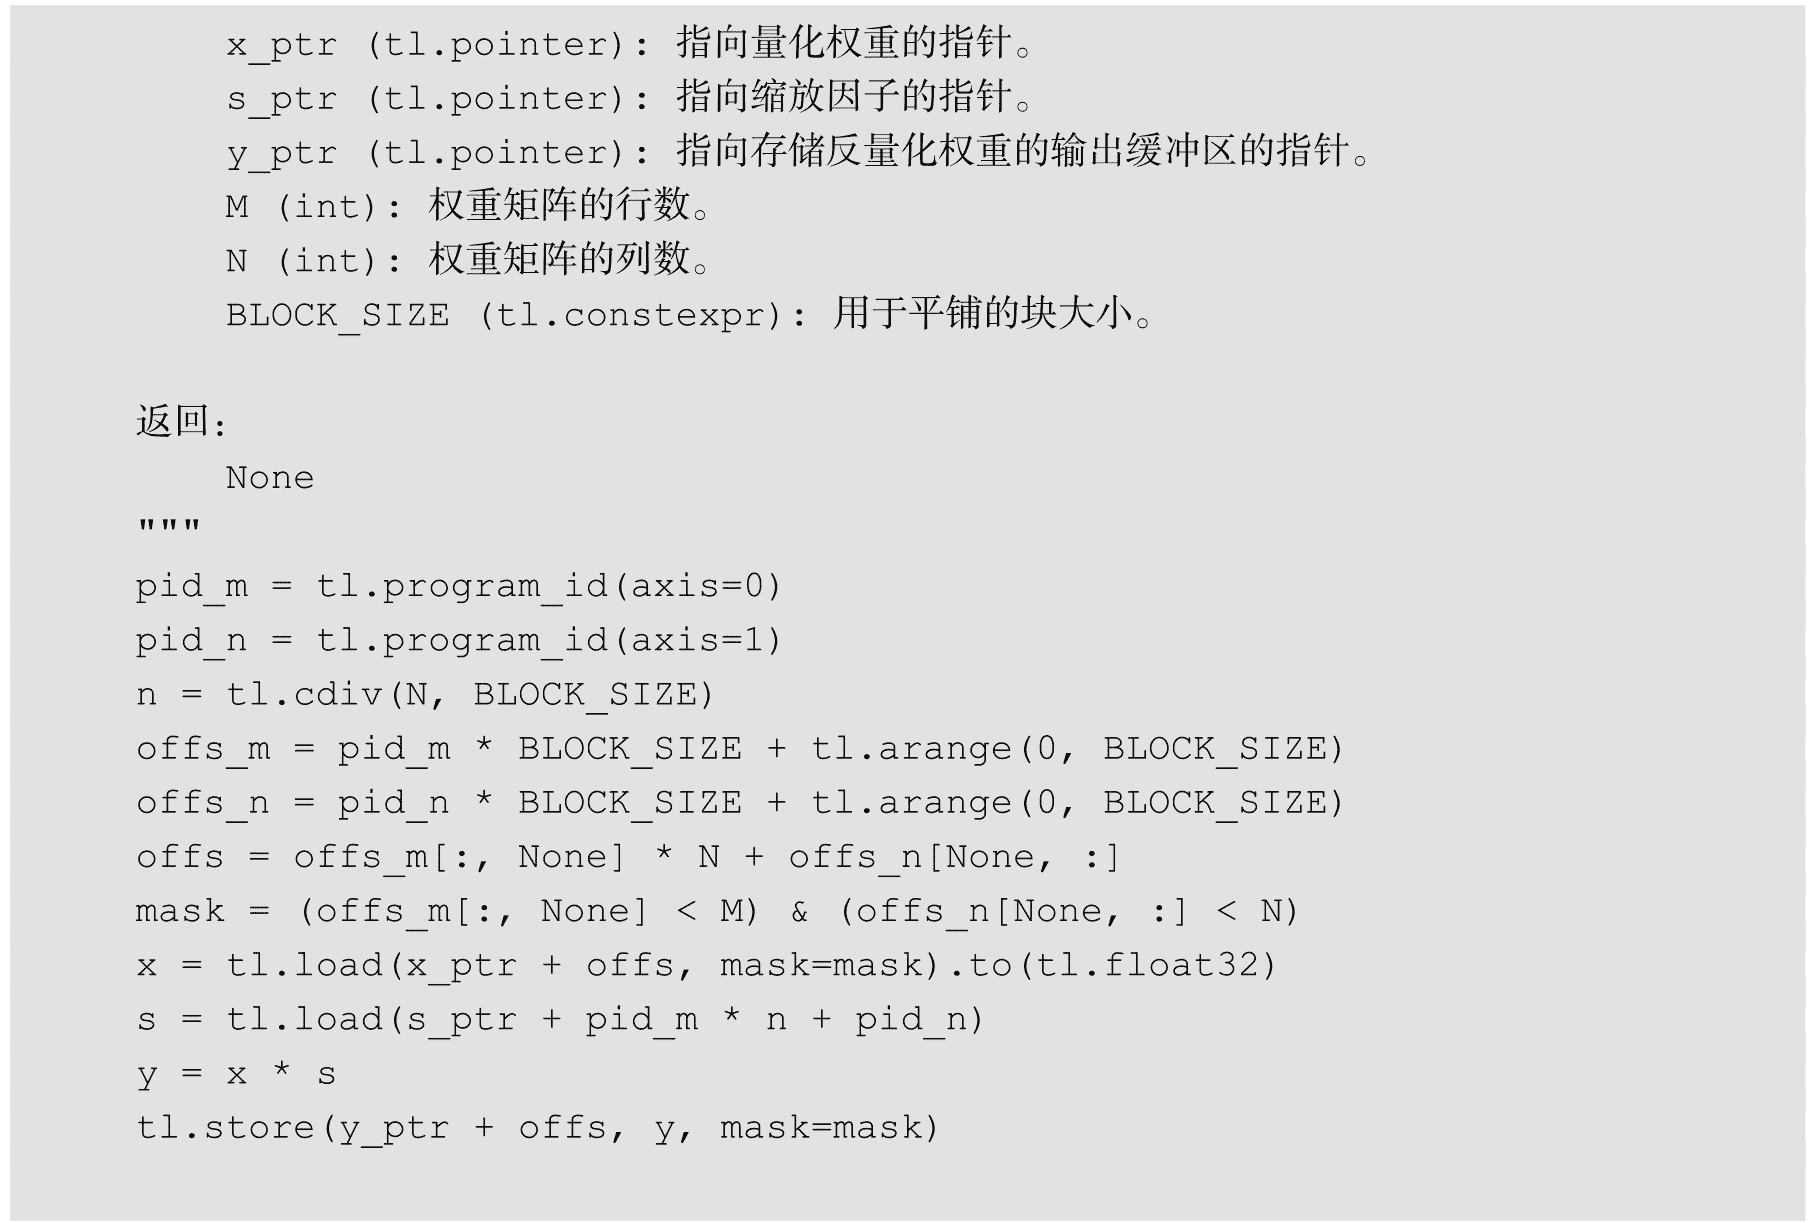 x_ptr (tl.pointer): 指向量化权重的指针。
s_ptr (tl.pointer): 指向缩放因子的指针。
y_ptr (tl.pointer): 指向存储反量化权重的输出缓冲区的指针。
M (int): 权重矩阵的行数。
N (int): 权重矩阵的列数。
BLOCK_SIZE (tl.constexpr): 用于平铺的块大小。
返回:
None
"""
pid_m = tl.program_id(axis=0)
pid_n = tl.program_id(axis=1)
n = tl.cdiv(N, BLOCK_SIZE)
offs_m = pid_m * BLOCK_SIZE + tl.arange(0, BLOCK_SIZE)
offs_n = pid_n * BLOCK_SIZE + tl.arange(0, BLOCK_SIZE)
offs = offs_m[:, None] * N + offs_n[None, :]
mask = (offs_m[:, None] < M) & (offs_n[None, :] < N)
x = tl.load(x_ptr + offs, mask=mask).to(tl.float32)
s = tl.load(s_ptr + pid_m * n + pid_n)
y = x * s
tl.store(y_ptr + offs, y, mask=mask)